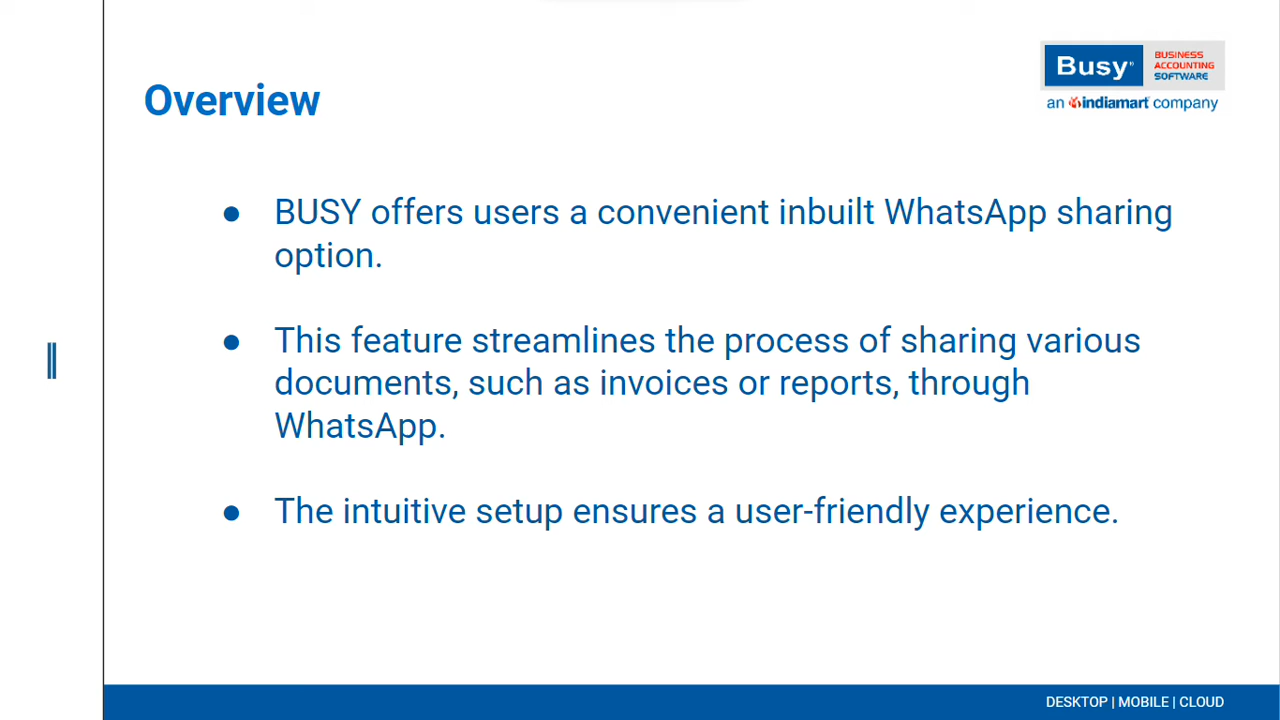 Busy
BUSINESS
ACCOUNTING
SOFTWARE
an indiamart company
Overview
● BUSY offers users a convenient inbuilt WhatsApp sharing
option.
● This feature streamlines the process of sharing various
documents, such as invoices or reports, through
WhatsApp.
● The intuitive setup ensures a user-friendly experience.
DESKTOP | MOBILE | CLOUD